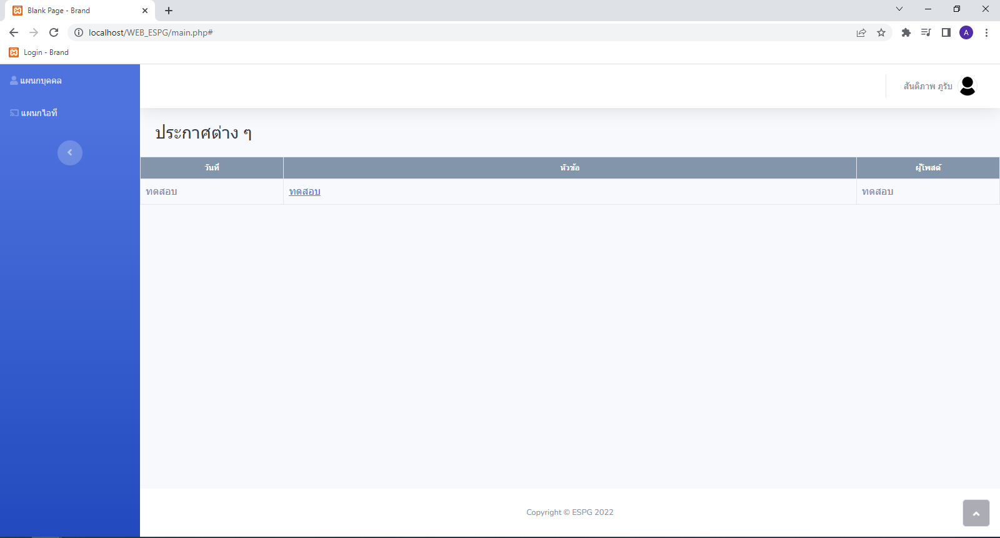 Blank Page - Brand
localhost/WEB_ESPG/main.php#
A
Login - Brand
แผนกบุคคล
แผนกไอที
สันติภาพ ภูรับ
ประกาศต่าง ๆ
วันที่ หัวข้อ ผู้โพสต์
ทดสอบ ทดสอบ ทดสอบ
Copyright © ESPG 2022